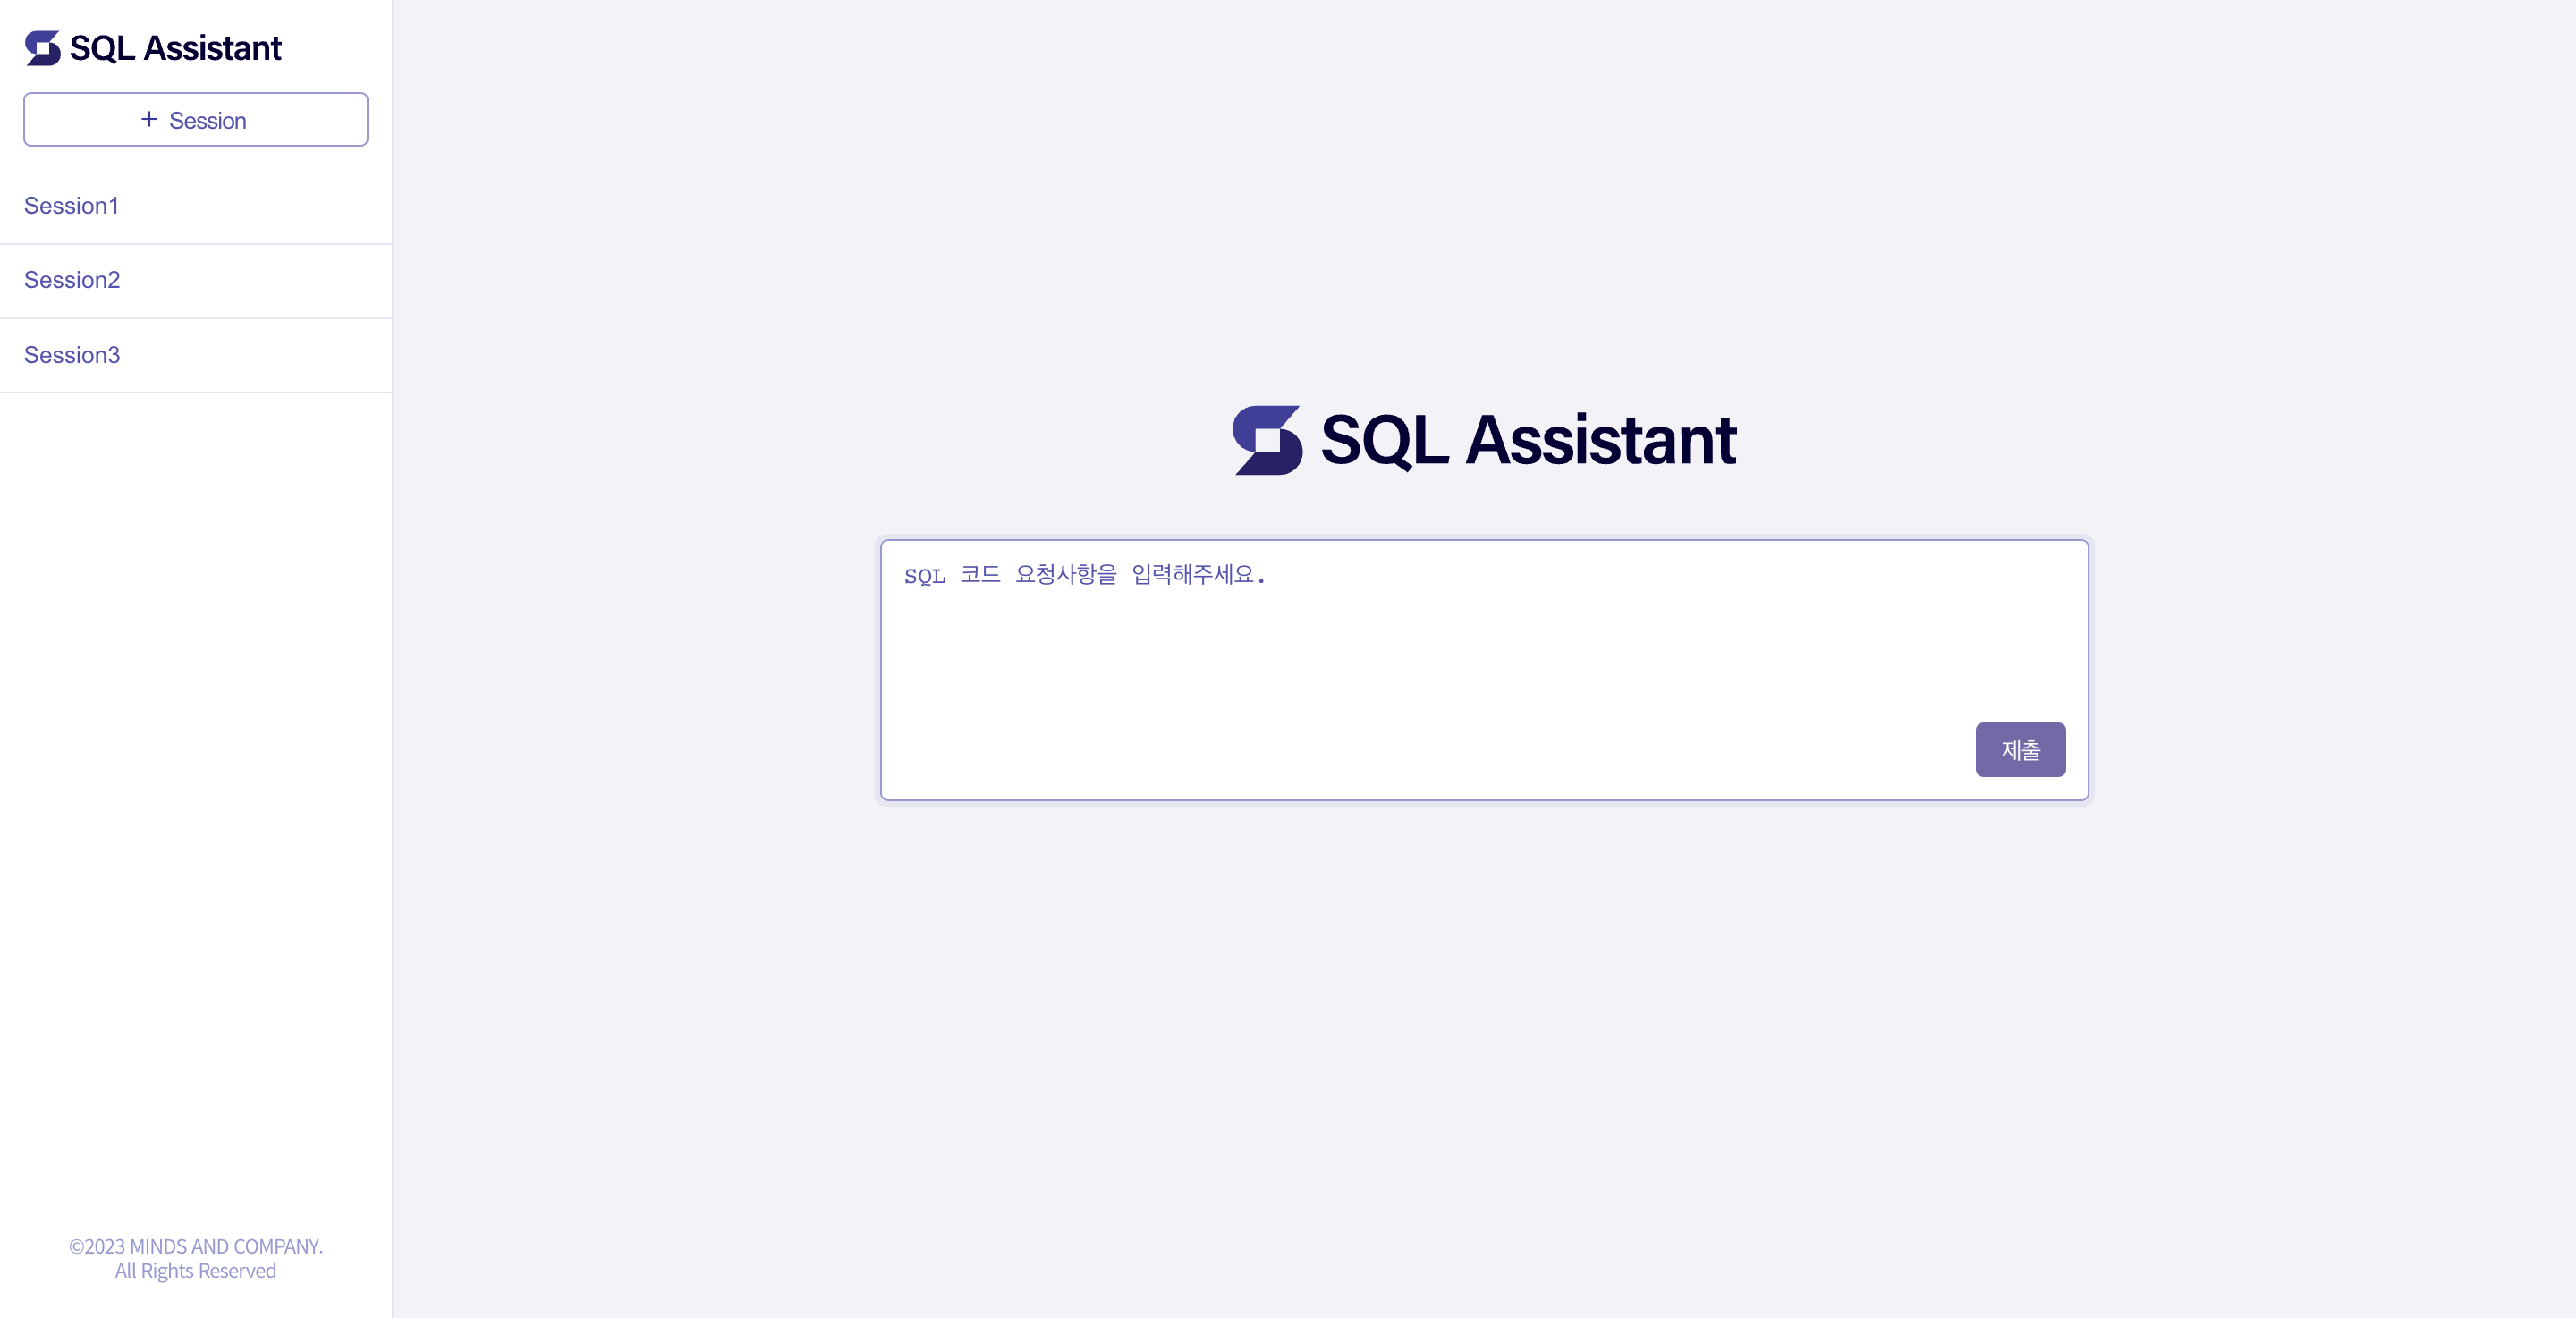 SQL Assistant
+ Session
Session1
Session2
Session3
©2023 MINDS AND COMPANY.
All Rights Reserved
SQL Assistant
SQL 코드 요청사항을 입력해주세요.
제출